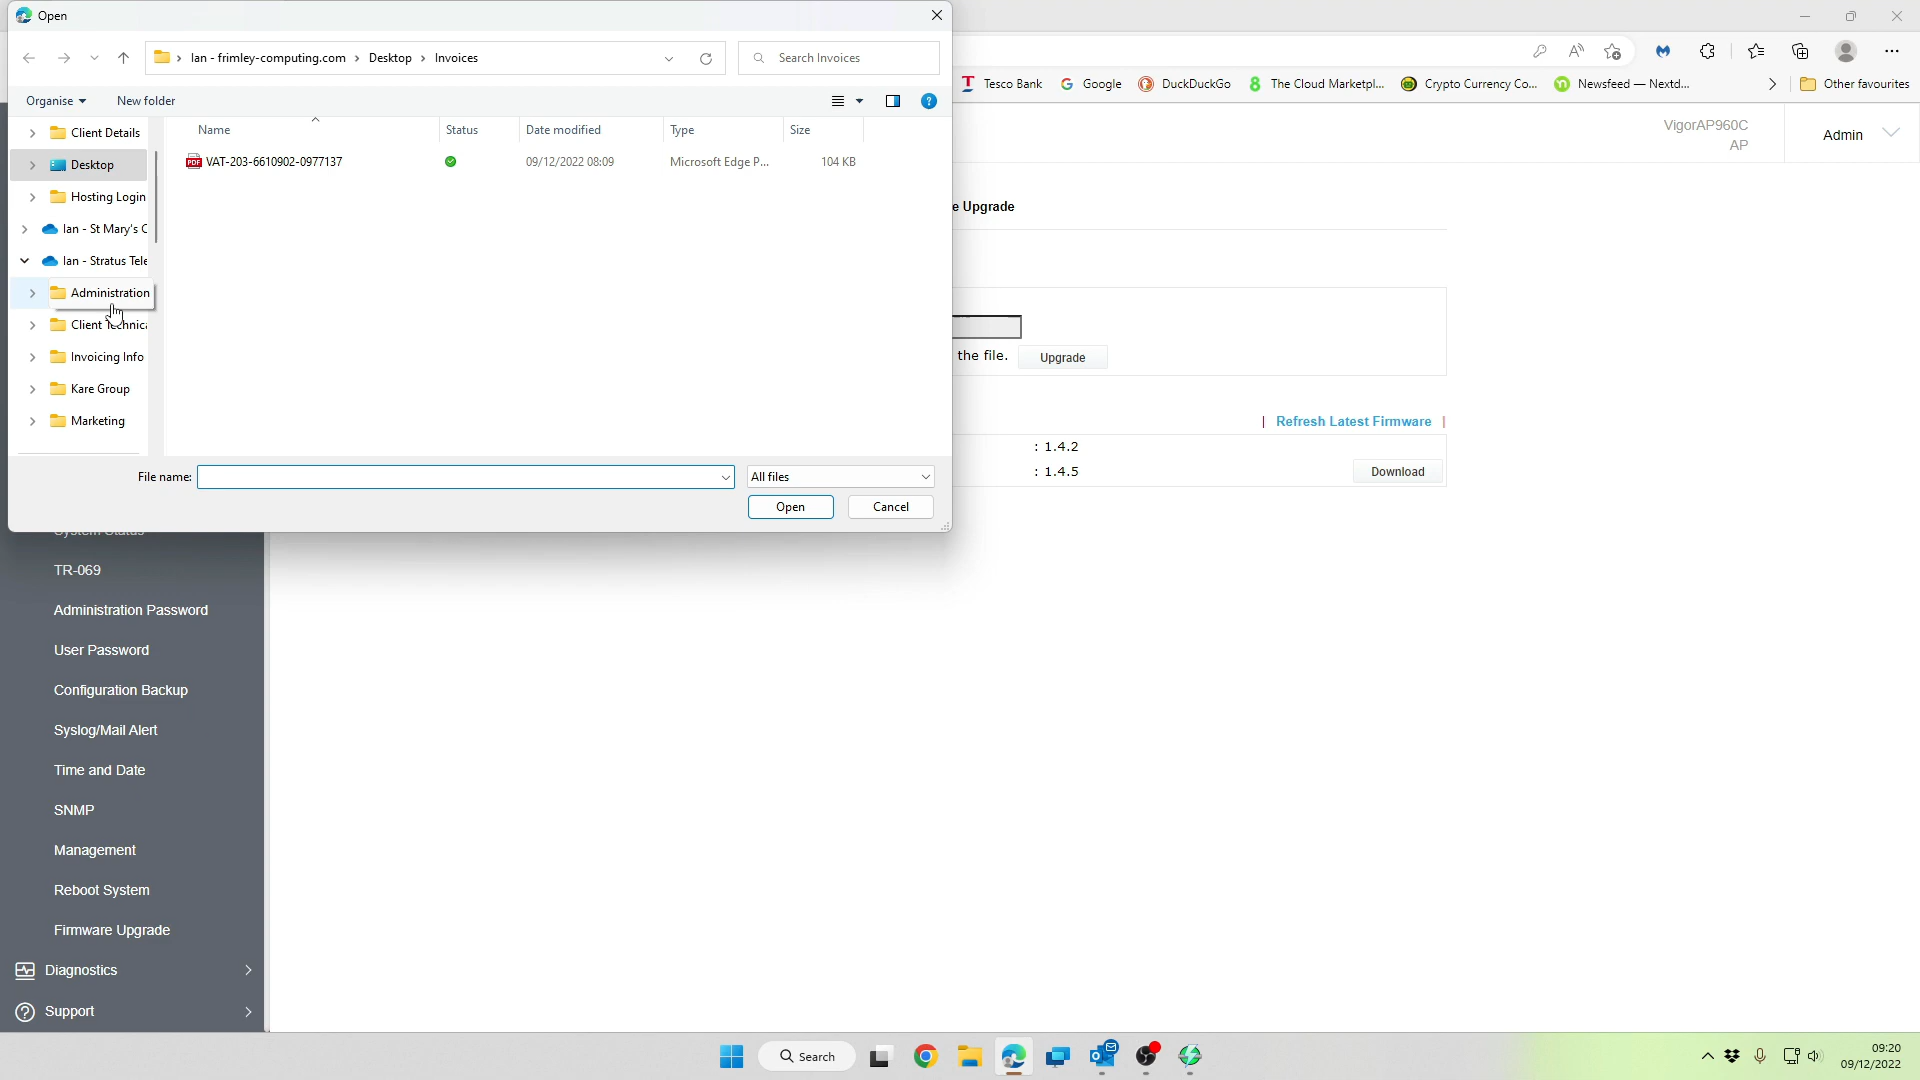 Open
Ian - frimley-computing.com
Desktop
Invoices
Search Invoices
Organise
New folder
Name
Status
Date modified
Type
Size
VAT-203-6610902-0977137
09/12/2022 08:09
Microsoft Edge P...
104 KB
Client Details
Desktop
Hosting Login
Ian - St Mary's C
Ian - Stratus Tele
Administration
Client Technica
Invoicing Info
Kare Group
Marketing
File name:
All files
Open
Cancel
Tesco Bank
Google
DuckDuckGo
The Cloud Marketpl...
Crypto Currency Co...
Newsfeed — Nextd...
Other favourites
VigorAP960C
AP
Admin
e Upgrade
the file.
Upgrade
Refresh Latest Firmware
: 1.4.2
: 1.4.5
Download
System Status
TR-069
Administration Password
User Password
Configuration Backup
Syslog/Mail Alert
Time and Date
SNMP
Management
Reboot System
Firmware Upgrade
Diagnostics
Support
Search
09:20
09/12/2022